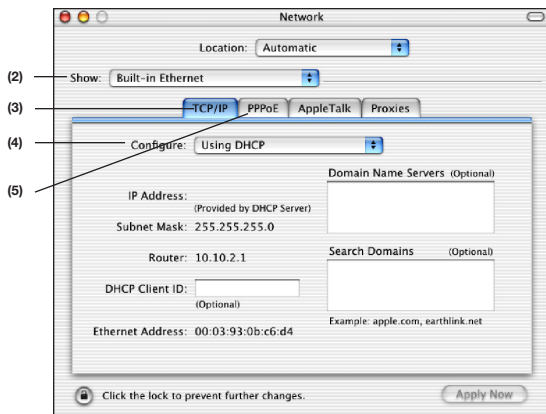 Network
Location: Automatic
(2) Show: Built-in Ethernet
(3) TCP/IP PPPoE AppleTalk Proxies
(4) Configure: Using DHCP
(5)
Domain Name Servers (Optional)
IP Address:
(Provided by DHCP Server)
Subnet Mask: 255.255.255.0
Router: 10.10.2.1
Search Domains (Optional)
DHCP Client ID:
(Optional)
Example: apple.com, earthlink.net
Ethernet Address: 00:03:93:0b:c6:d4
Click the lock to prevent further changes.
Apply Now